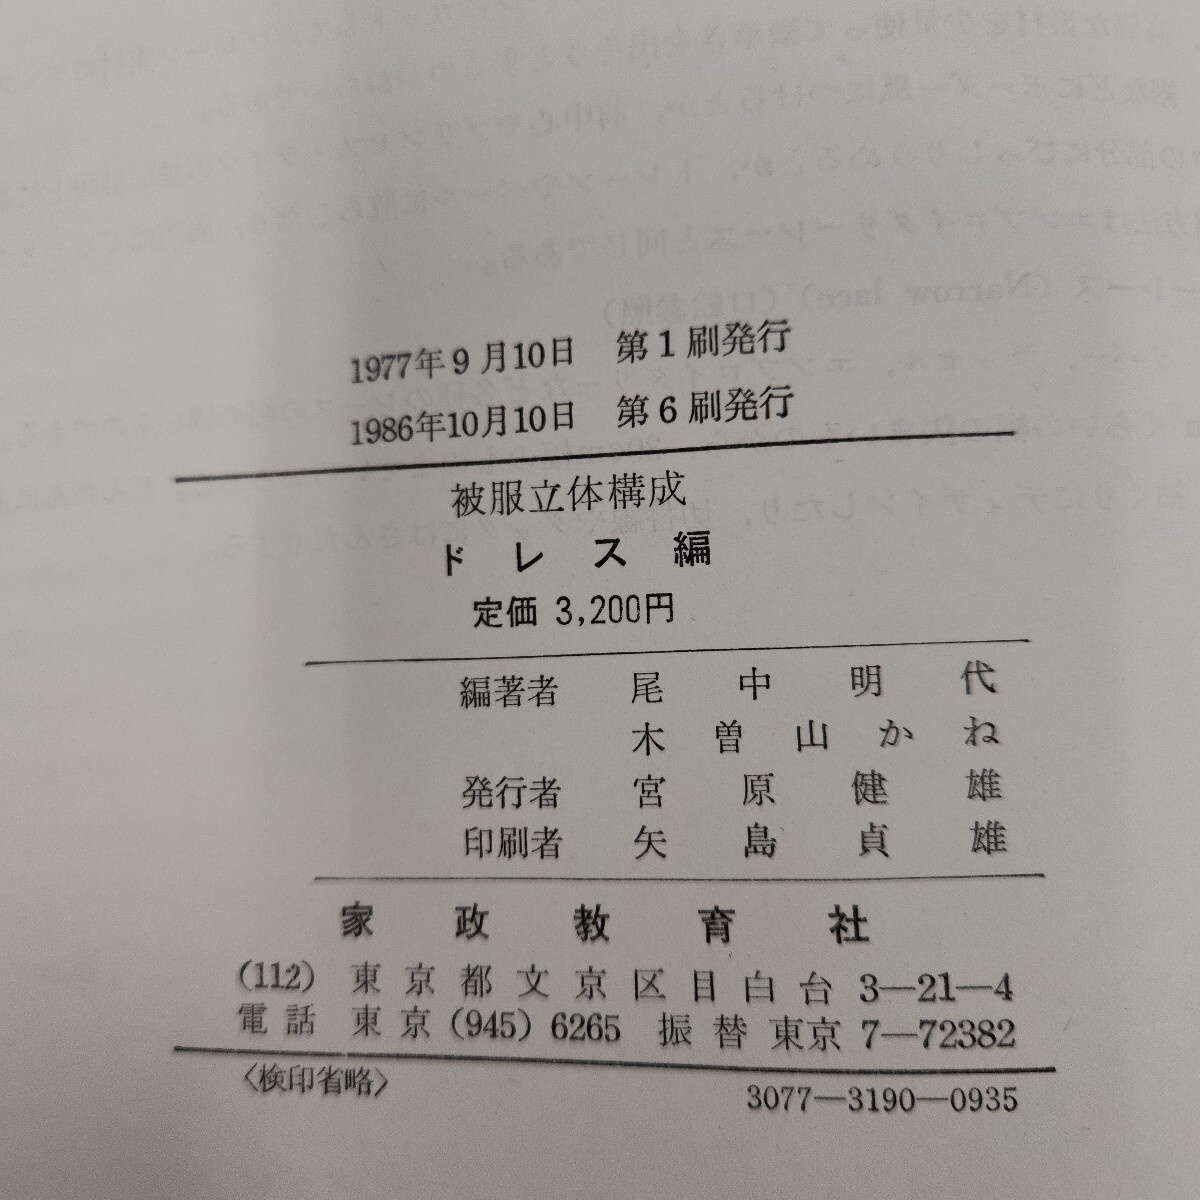 1977年9月10日 第1刷発行
1986年10月10日 第6刷発行
被服立体構成
ドレス編
定価 3,200円
編著者 尾中明代
木曽山かね
発行者 宮原健雄
印刷者 矢島貞雄
家政教育社
(112) 東京都文京区目白台 3―21―4
電話 東京 (945) 6265 振替 東京 7―72382
〈検印省略〉 3077―3190―0935